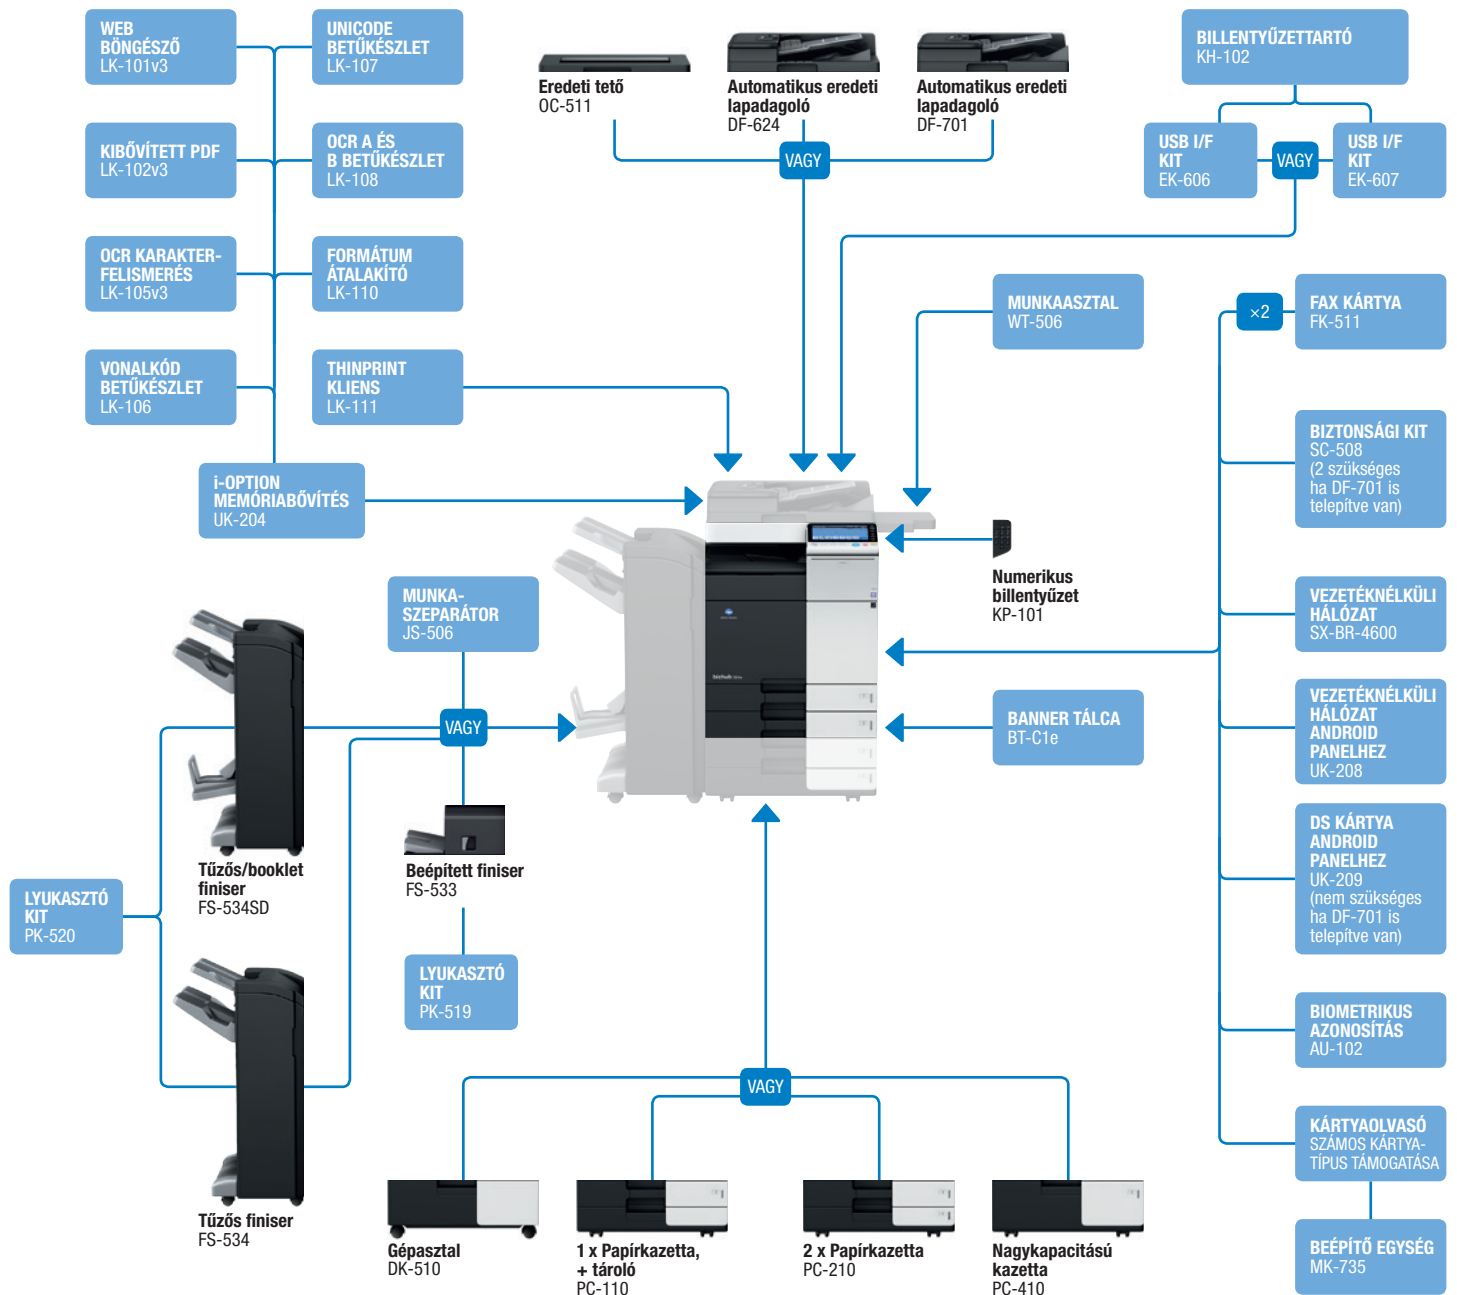 WEB
BÖNGÉSZŐ
LK-101v3
UNICODE
BETŰKÉSZLET
LK-107
KIBŐVÍTETT PDF
LK-102v3
OCR A ÉS
B BETŰKÉSZLET
LK-108
OCR KARAKTER-
FELISMERÉS
LK-105v3
FORMÁTUM
ÁTALAKÍTÓ
LK-110
VONALKÓD
BETŰKÉSZLET
LK-106
THINPRINT
KLIENS
LK-111
i-OPTION
MEMÓRIABŐVÍTÉS
UK-204
Eredeti tető
OC-511
Automatikus eredeti
lapadagoló
DF-624
Automatikus eredeti
lapadagoló
DF-701
VAGY
BILLENTYŰZETTARTÓ
KH-102
USB I/F
KIT
EK-606
VAGY
USB I/F
KIT
EK-607
MUNKAASZTAL
WT-506
×2
FAX KÁRTYA
FK-511
BIZTONSÁGI KIT
SC-508
(2 szükséges
ha DF-701 is
telepítve van)
Numerikus
billentyűzet
KP-101
VEZETÉKNÉLKÜLI
HÁLÓZAT
SX-BR-4600
MUNKA-
SZEPARÁTOR
JS-506
VAGY
BANNER TÁLCA
BT-C1e
VEZETÉKNÉLKÜLI
HÁLÓZAT
ANDROID
PANELHEZ
UK-208
DS KÁRTYA
ANDROID
PANELHEZ
UK-209
(nem szükséges
ha DF-701 is
telepítve van)
Tűzős/booklet
finiser
FS-534SD
Beépített finiser
FS-533
LYUKASZTÓ
KIT
PK-520
LYUKASZTÓ
KIT
PK-519
BIOMETRIKUS
AZONOSÍTÁS
AU-102
VAGY
KÁRTYAOLVASÓ
SZÁMOS KÁRTYA-
TÍPUS TÁMOGATÁSA
Tűzős finiser
FS-534
Gépasztal
DK-510
1 x Papírkazetta,
+ tároló
PC-110
2 x Papírkazetta
PC-210
Nagykapacitású
kazetta
PC-410
BEÉPÍTŐ EGYSÉG
MK-735